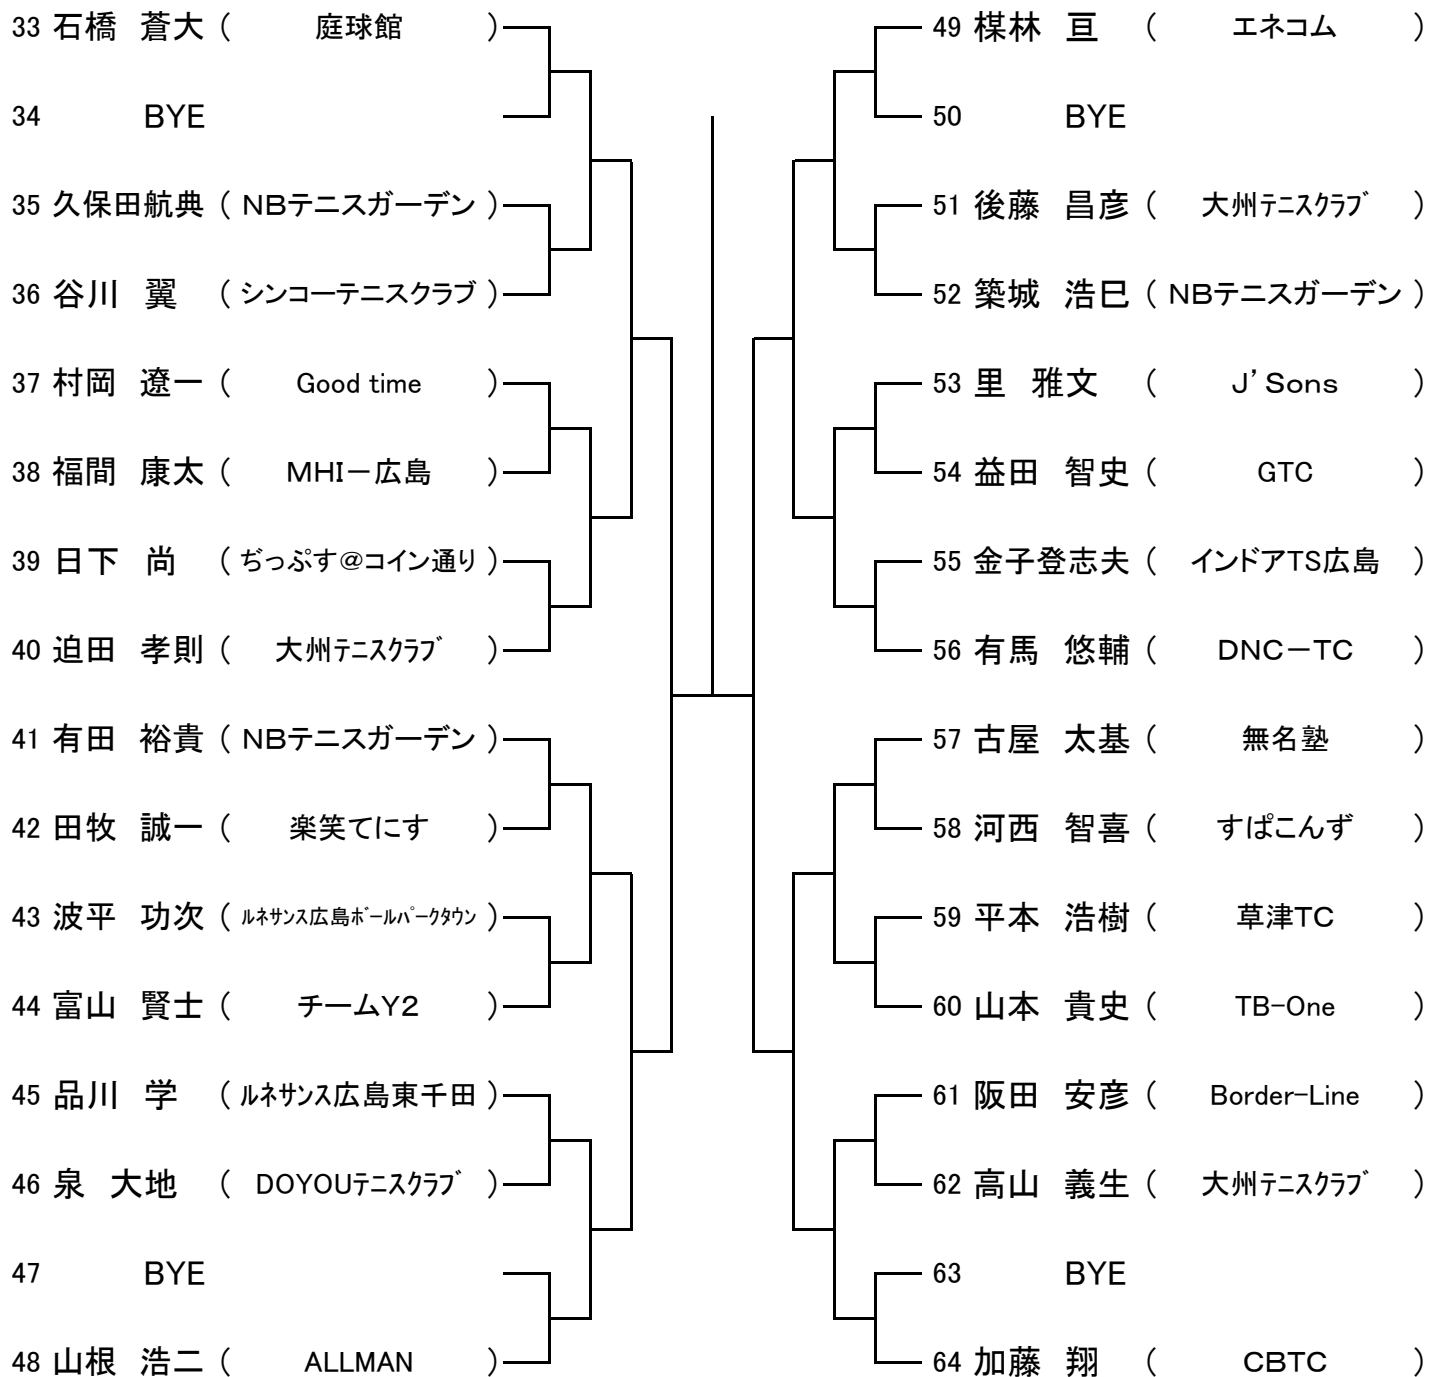 33 石橋 蒼大 ( 庭球館 )
34 BYE
35 久保田航典 ( NBテニスガーデン )
36 谷川 翼 ( シンコーテニスクラブ )
37 村岡 遼一 ( Good time )
38 福間 康太 ( MHI－広島 )
39 日下 尚 ( ぢっぷす＠コイン通り )
40 迫田 孝則 ( 大州ﾃﾆｽｸﾗﾌﾞ )
41 有田 裕貴 ( NBテニスガーデン )
42 田牧 誠一 ( 楽笑てにす )
43 波平 功次 ( ﾙﾈｻﾝｽ広島ﾎﾞｰﾙﾊﾟｰｸﾀｳﾝ )
44 富山 賢士 ( チームY2 )
45 品川 学 ( ﾙﾈｻﾝｽ広島東千田 )
46 泉 大地 ( DOYOUﾃﾆｽｸﾗﾌﾞ )
47 BYE
48 山根 浩二 ( ALLMAN )
49 楳林 亘 ( エネコム )
50 BYE
51 後藤 昌彦 ( 大州ﾃﾆｽｸﾗﾌﾞ )
52 築城 浩巳 ( NBテニスガーデン )
53 里 雅文 ( J’Sons )
54 益田 智史 ( GTC )
55 金子登志夫 ( インドアTS広島 )
56 有馬 悠輔 ( DNC－TC )
57 古屋 太基 ( 無名塾 )
58 河西 智喜 ( すぱこんず )
59 平本 浩樹 ( 草津TC )
60 山本 貴史 ( TB-One )
61 阪田 安彦 ( Border-Line )
62 高山 義生 ( 大州ﾃﾆｽｸﾗﾌﾞ )
63 BYE
64 加藤 翔 ( CBTC )